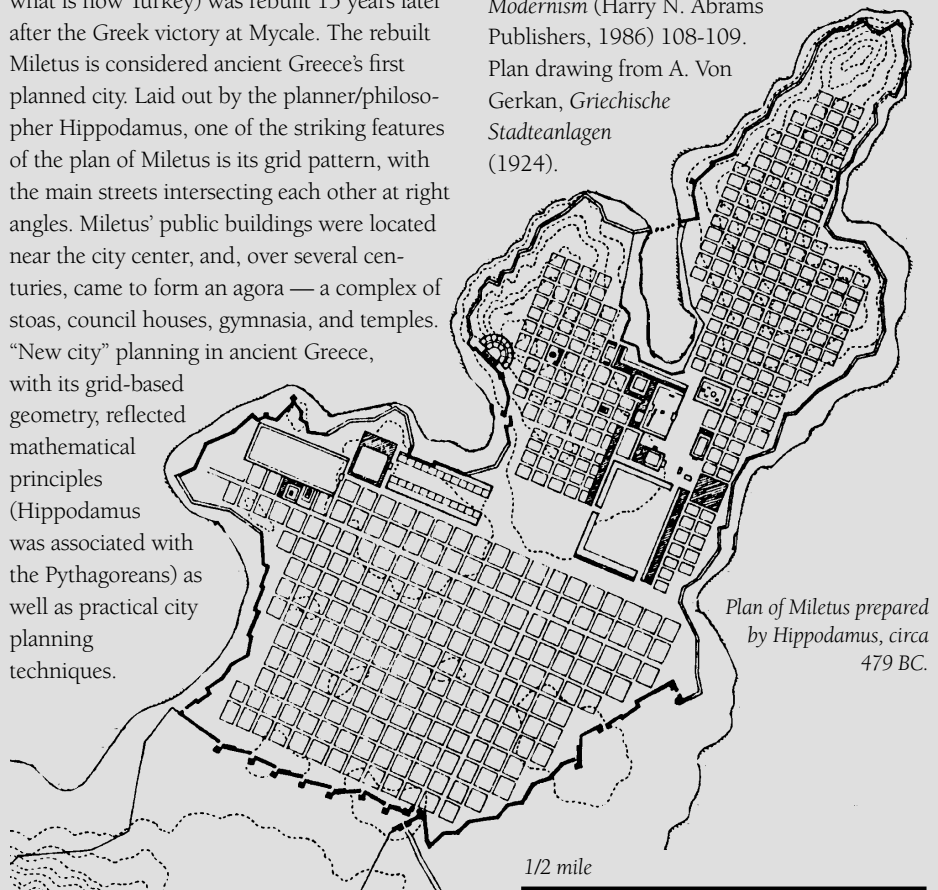 what is now Turkey) was rebuilt 15 years later
after the Greek victory at Mycale. The rebuilt
Miletus is considered ancient Greece's first
planned city. Laid out by the planner/philoso-
pher Hippodamus, one of the striking features
of the plan of Miletus is its grid pattern, with
the main streets intersecting each other at right
angles. Miletus' public buildings were located
near the city center, and, over several cen-
turies, came to form an agora — a complex of
stoas, council houses, gymnasia, and temples.
“New city” planning in ancient Greece,
with its grid-based
geometry, reflected
mathematical
principles
(Hippodamus
was associated with
the Pythagoreans) as
well as practical city
planning
techniques.
Modernism (Harry N. Abrams
Publishers, 1986) 108-109.
Plan drawing from A. Von
Gerkan, Griechische
Stadteanlagen
(1924).
Plan of Miletus prepared
by Hippodamus, circa
479 BC.
1/2 mile